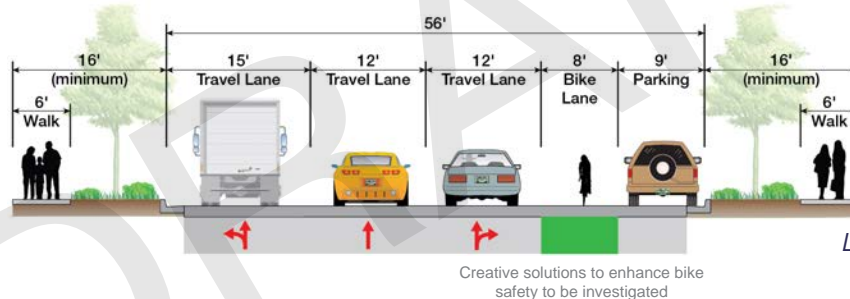 56'
16'
(minimum)
15'
Travel Lane
12'
Travel Lane
12'
Travel Lane
8'
Bike
Lane
9'
Parking
16'
(minimum)
6'
Walk
6'
Walk
L
Creative solutions to enhance bike
safety to be investigated